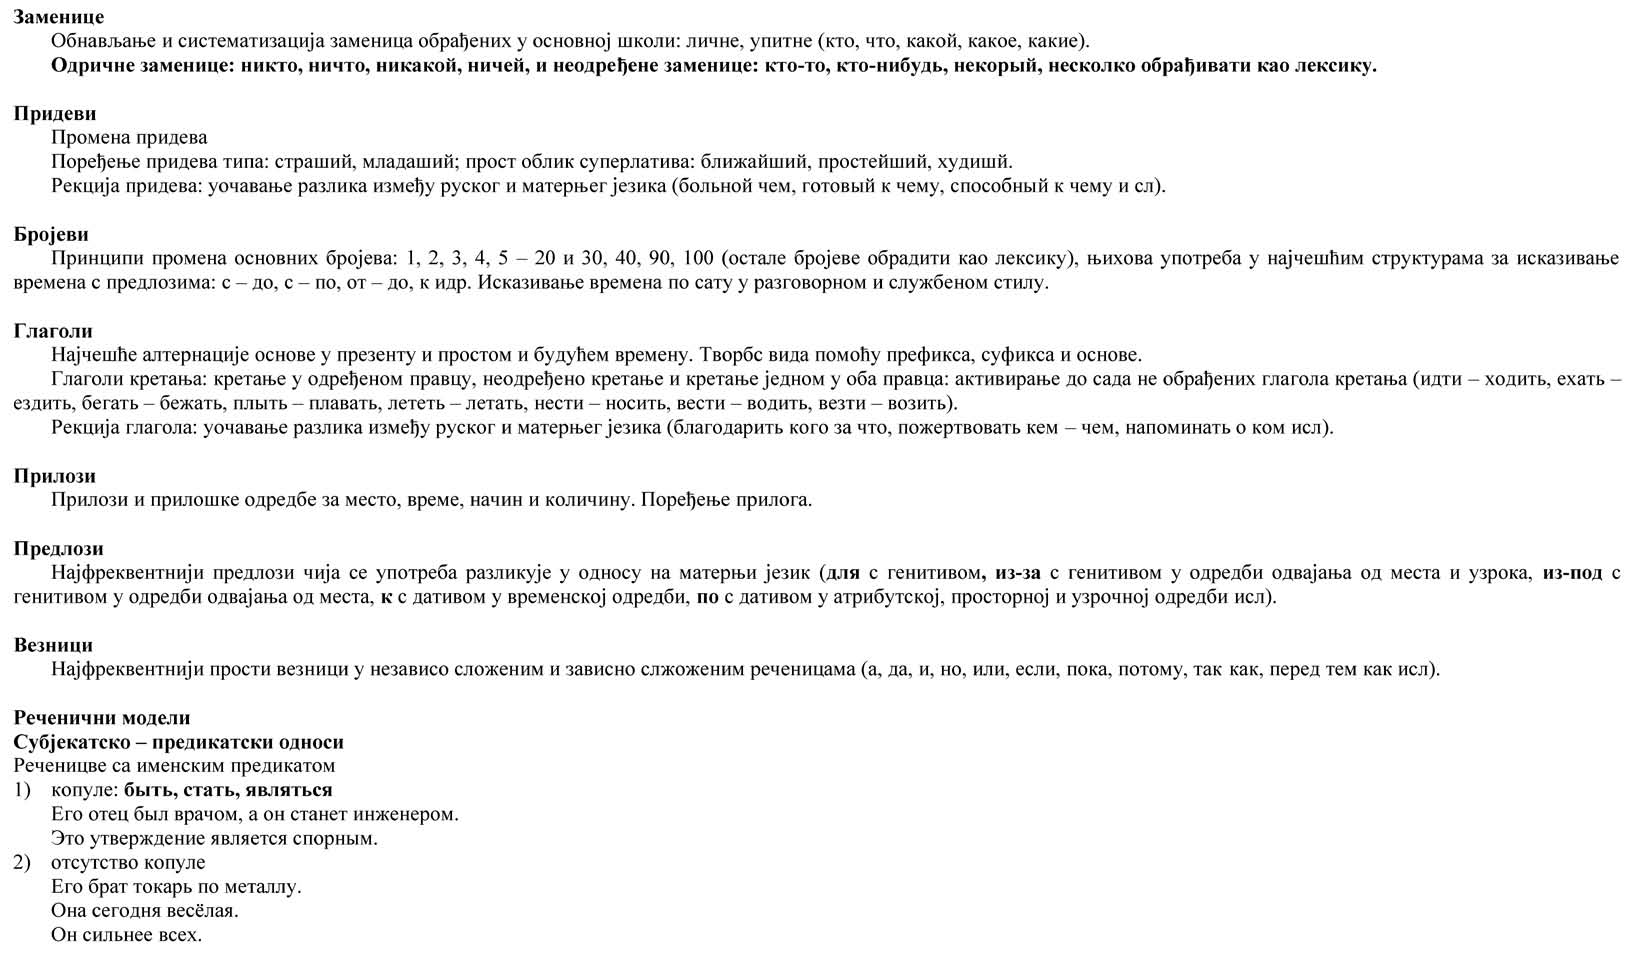 Заменице
Обнављање и систематизација заменица обрађених у основној школи: личне, упитне (кто, что, какой, какое, какие).
Одричне заменице: никто, ничто, никакой, ничей, и неодређене заменице: кто-то, кто-нибудь, некорый, несколко обрађивати као лексику.
Придеви
Промена придева
Поређење придева типа: страший, младаший; прост облик суперлатива: ближайший, простейший, худишй.
Рекција придева: уочавање разлика између руског и матерњег језика (больной чем, готовый к чему, способный к чему и сл).
Бројеви
Принципи промена основних бројева: 1, 2, 3, 4, 5 – 20 и 30, 40, 90, 100 (остале бројеве обрадити као лексику), њихова употреба у најчешћим структурама за исказивање
времена с предлозима: с – до, с – по, от – до, к идр. Исказивање времена по сату у разговорном и службеном стилу.
Глаголи
Најчешће алтернације основе у презенту и простом и будућем времену. Творбс вида помоћу префикса, суфикса и основе.
Глаголи кретања: кретање у одређеном правцу, неодређено кретање и кретање једном у оба правца: активирање до сада не обрађених глагола кретања (идти – ходить, ехать –
ездить, бегать – бежать, плыть – плавать, лететь – летать, нести – носить, вести – водить, везти – возить).
Рекција глагола: уочавање разлика између руског и матерњег језика (благодарить кого за что, пожертвовать кем – чем, напоминать о ком исл).
Прилози
Прилози и прилошке одредбе за место, време, начин и количину. Поређење прилога.
Предлози
Најфреквентнији предлози чија се употреба разликује у односу на матерњи језик (для с генитивом, из-за с генитивом у одредби одвајања од места и узрока, из-под с
генитивом у одредби одвајања од места, к с дативом у временској одредби, по с дативом у атрибутској, просторној и узрочној одредби исл).
Везници
Најфреквентнији прости везници у независо сложеним и зависно слжоженим реченицама (а, да, и, но, или, если, пока, потому, так как, перед тем как исл).
Реченични модели
Субјекатско – предикатски односи
Реченицве са именским предикатом
1) копуле: быть, стать, являться
Его отец был врачом, а он станет инженером.
Это утверждение является спорным.
2) отсутство копуле
Его брат токарь по металлу.
Она сегодня весёлая.
Он сильнее всех.